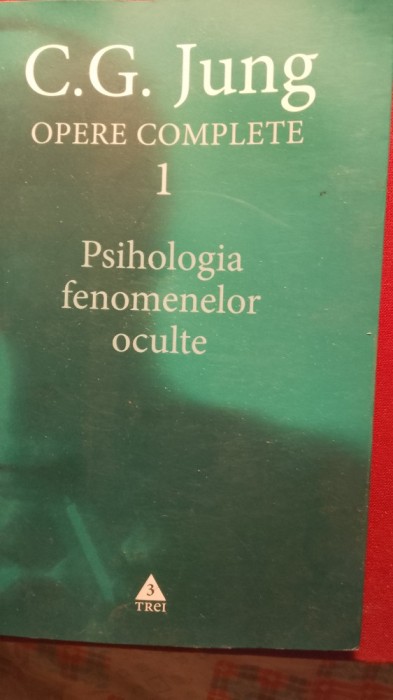 C.G. Jung
OPERE COMPLETE
1
Psihologia
fenomenelor
oculte
3
TREI